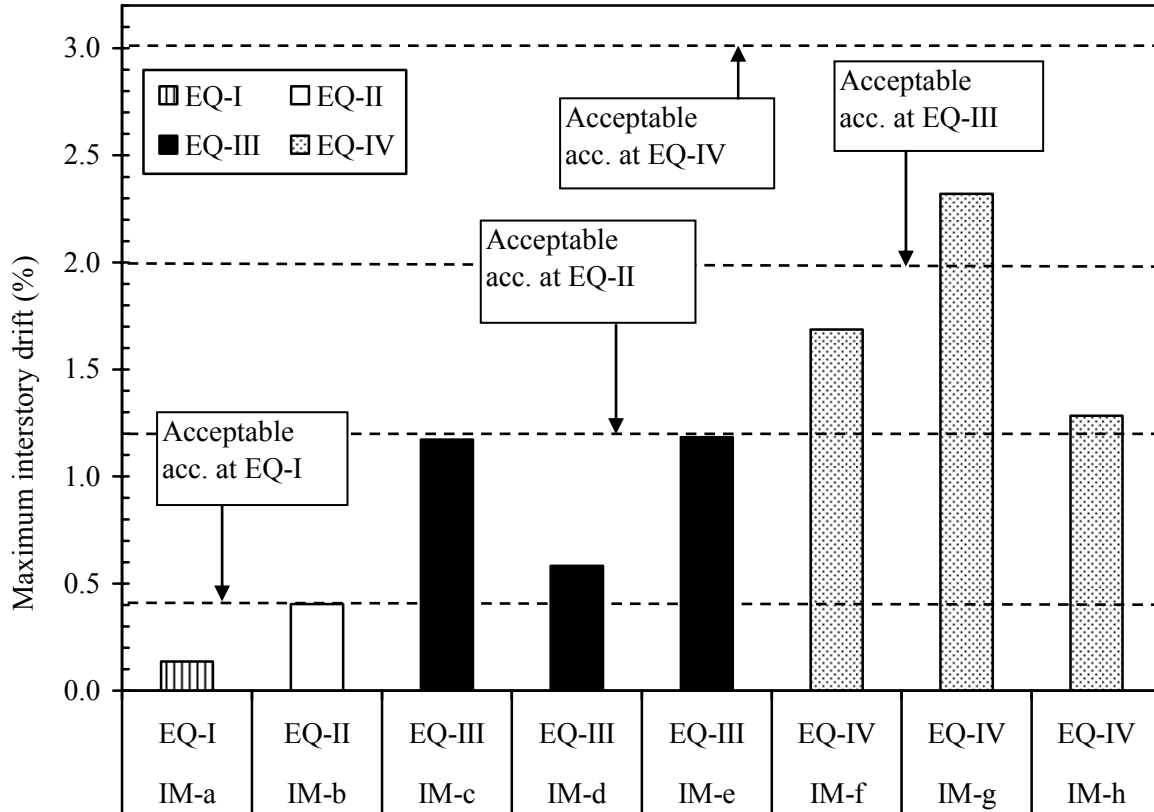 Maximum interstory drift (%)
3.0
2.5
2.0
1.5
1.0
0.5
0.0
EQ-I
EQ-II
EQ-III
EQ-IV
Acceptable
acc. at EQ-IV
Acceptable
acc. at EQ-III
Acceptable
acc. at EQ-II
Acceptable
acc. at EQ-I
EQ-I EQ-II EQ-III EQ-III EQ-III EQ-IV EQ-IV EQ-IV
IM-a IM-b IM-c IM-d IM-e IM-f IM-g IM-h